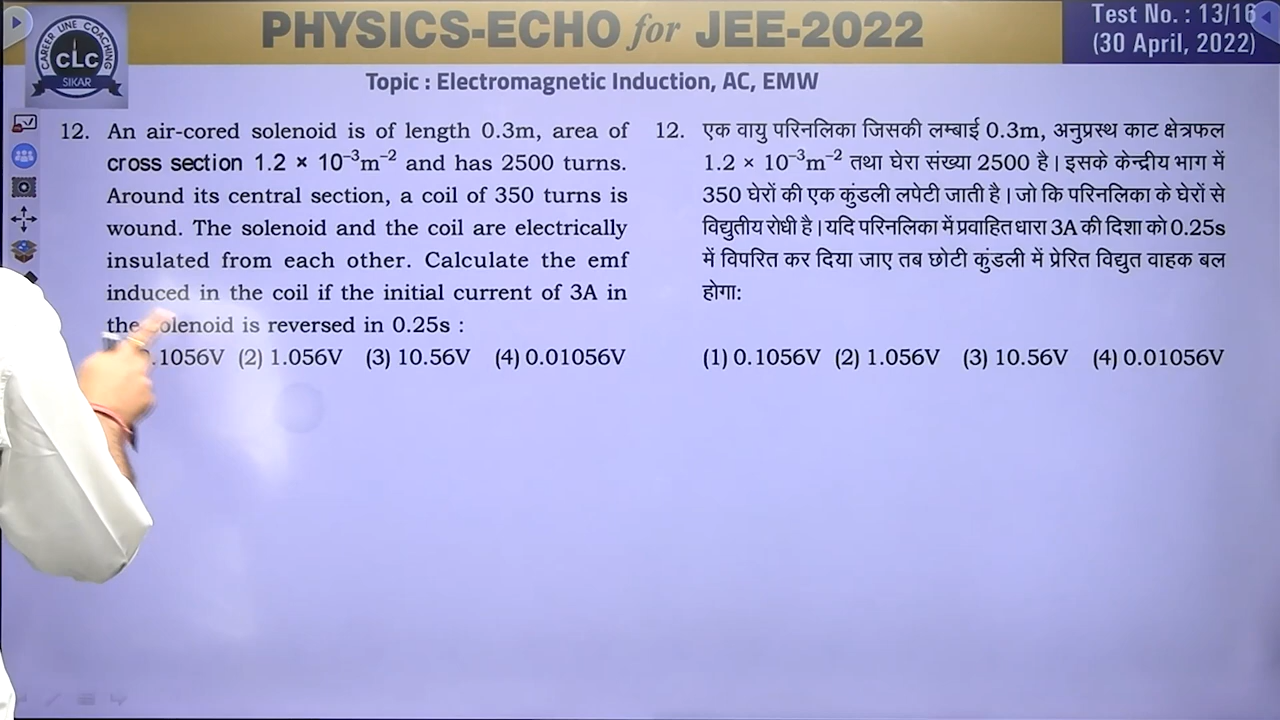 PHYSICS-ECHO for JEE-2022
Test No. : 13/16
(30 April, 2022)
CAREER LINE COACHING
CLC
SIKAR
Topic : Electromagnetic Induction, AC, EMW
12. An air-cored solenoid is of length 0.3m, area of
cross section 1.2 × 10⁻³m⁻² and has 2500 turns.
Around its central section, a coil of 350 turns is
wound. The solenoid and the coil are electrically
insulated from each other. Calculate the emf
induced in the coil if the initial current of 3A in
the solenoid is reversed in 0.25s :
.1056V (2) 1.056V (3) 10.56V (4) 0.01056V
12. एक वायु परिनलिका जिसकी लम्बाई 0.3m, अनुप्रस्थ काट क्षेत्रफल
1.2 × 10⁻³m⁻² तथा घेरा संख्या 2500 है। इसके केन्द्रीय भाग में
350 घेरों की एक कुंडली लपेटी जाती है। जो कि परिनलिका के घेरों से
विद्युतीय रोधी है। यदि परिनलिका में प्रवाहित धारा 3A की दिशा को 0.25s
में विपरित कर दिया जाए तब छोटी कुंडली में प्रेरित विद्युत वाहक बल
होगा:
(1) 0.1056V (2) 1.056V (3) 10.56V (4) 0.01056V